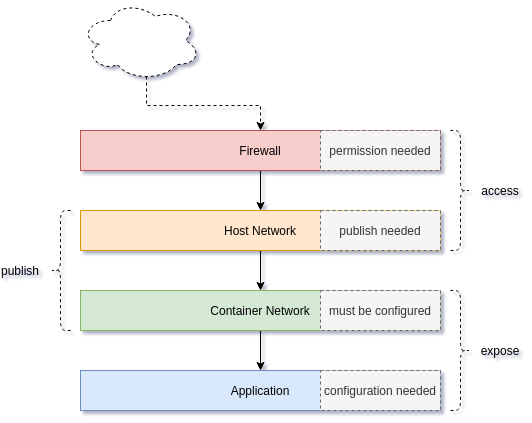 Firewall
permission needed
access
Host Network
publish needed
publish
Container Network
must be configured
expose
Application
configuration needed